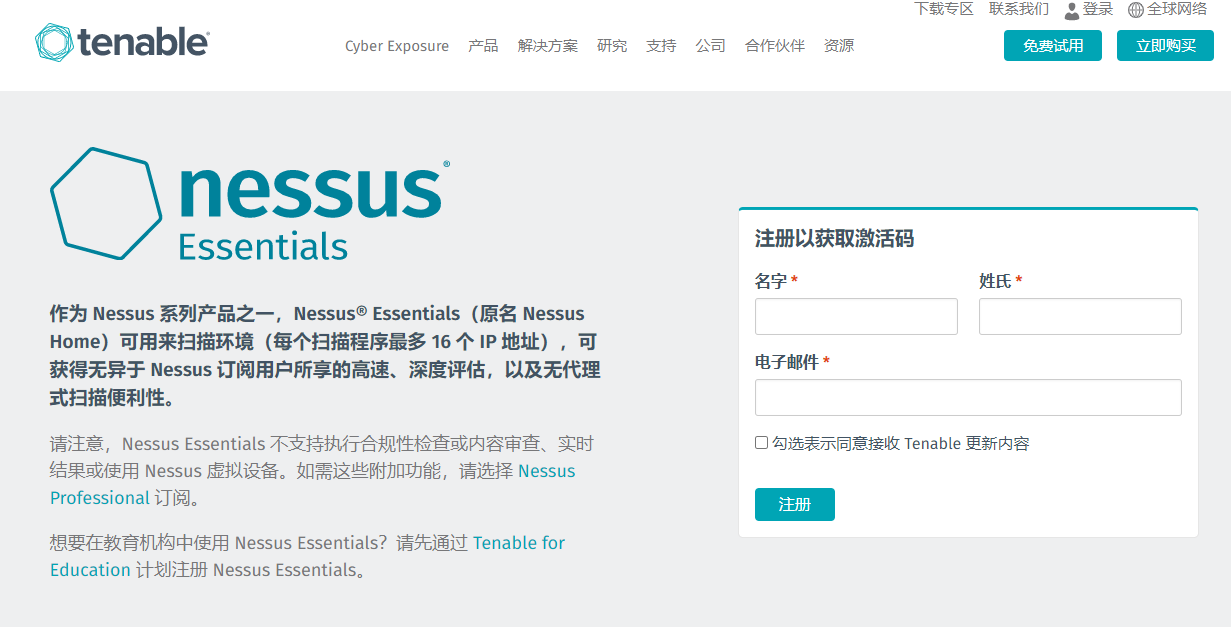 下载专区 联系我们 登录 全球网络
tenable
Cyber Exposure 产品 解决方案 研究 支持 公司 合作伙伴 资源
免费试用 立即购买
nessus®
Essentials
作为 Nessus 系列产品之一，Nessus® Essentials（原名 Nessus
Home）可用来扫描环境（每个扫描程序最多 16 个 IP 地址），可
获得无异于 Nessus 订阅用户所享的高速、深度评估，以及无代理
式扫描便利性。
请注意，Nessus Essentials 不支持执行合规性检查或内容审查、实时
结果或使用 Nessus 虚拟设备。如需这些附加功能，请选择 Nessus
Professional 订阅。
想要在教育机构中使用 Nessus Essentials？请先通过 Tenable for
Education 计划注册 Nessus Essentials。
注册以获取激活码
名字 * 姓氏 *
电子邮件 *
勾选表示同意接收 Tenable 更新内容
注册